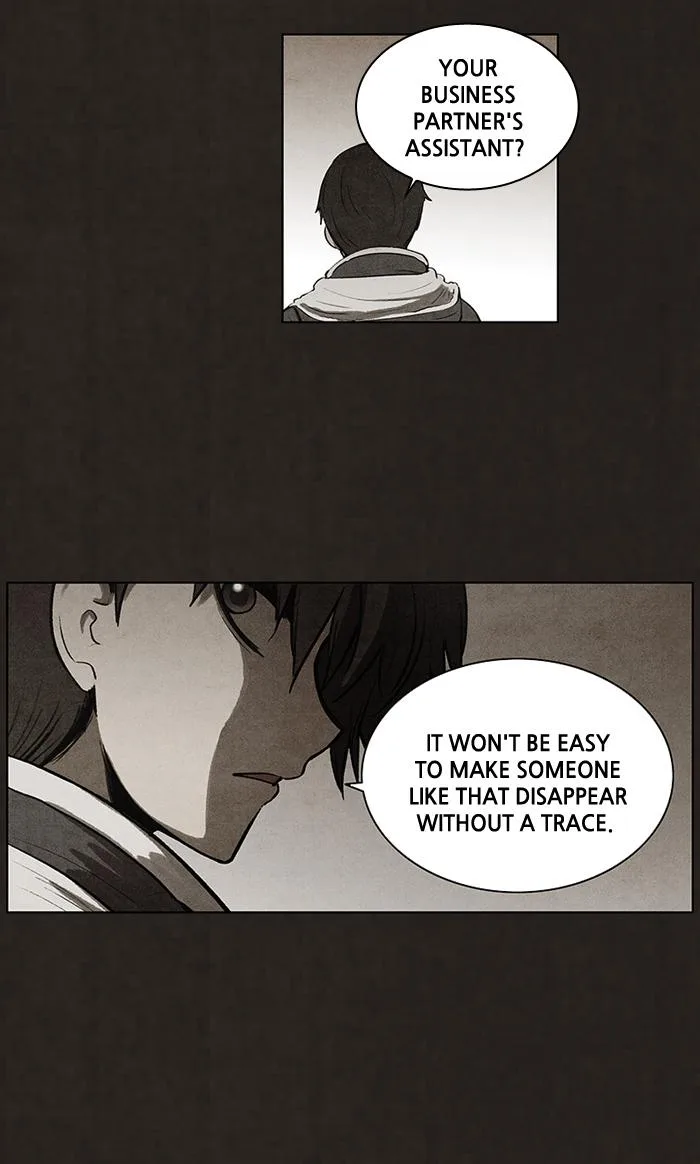 YOUR
BUSINESS
PARTNER'S
ASSISTANT?
IT WON'T BE EASY
TO MAKE SOMEONE
LIKE THAT DISAPPEAR
WITHOUT A TRACE.